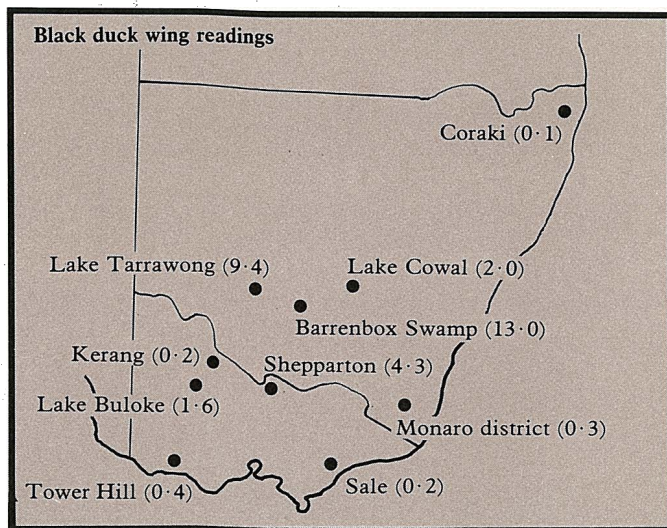 Black duck wing readings
Coraki (0·1)
Lake Tarrawong (9·4)
Lake Cowal (2·0)
Barrenbox Swamp (13·0)
Kerang (0·2)
Shepparton (4·3)
Lake Buloke (1·6)
Monaro district (0·3)
Tower Hill (0·4)
Sale (0·2)